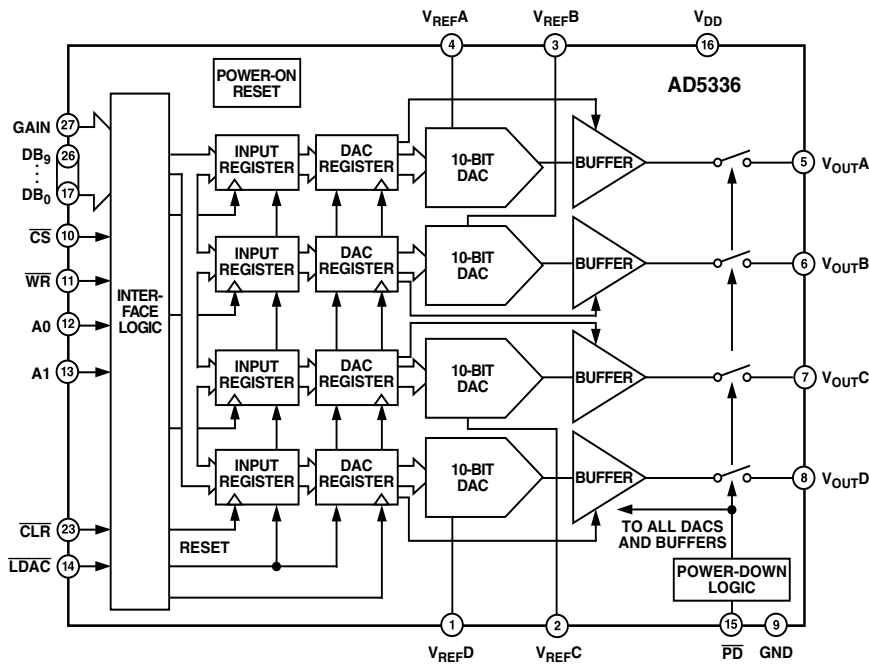 VREFA VREFB VDD
4 3 16
POWER-ON
RESET
AD5336
GAIN 27
DB9 26
DB0 17
CS 10
WR 11
A0 12
A1 13
CLR 23
LDAC 14
INTER-
FACE
LOGIC
INPUT
REGISTER
DAC
REGISTER
10-BIT
DAC
BUFFER
5 VOUTA
INPUT
REGISTER
DAC
REGISTER
10-BIT
DAC
BUFFER
6 VOUTB
INPUT
REGISTER
DAC
REGISTER
10-BIT
DAC
BUFFER
7 VOUTC
INPUT
REGISTER
DAC
REGISTER
10-BIT
DAC
BUFFER
8 VOUTD
RESET
TO ALL DACS
AND BUFFERS
POWER-DOWN
LOGIC
1 2 15 9
VREFD VREFC PD GND